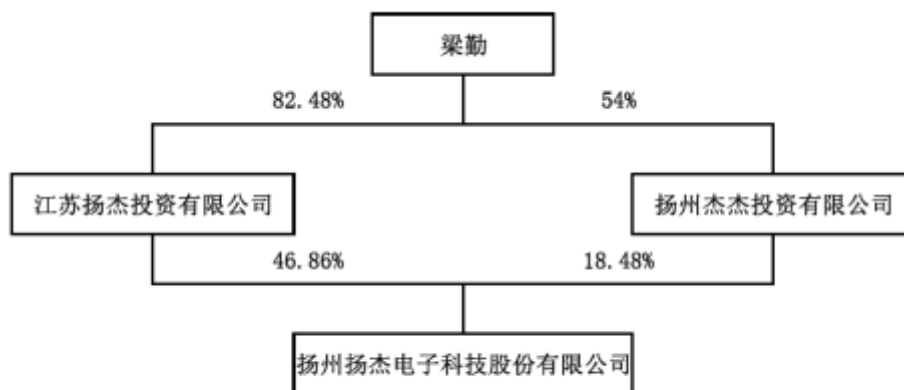 梁勤
82.48%
54%
江苏扬杰投资有限公司
扬州杰杰投资有限公司
46.86%
18.48%
扬州扬杰电子科技股份有限公司